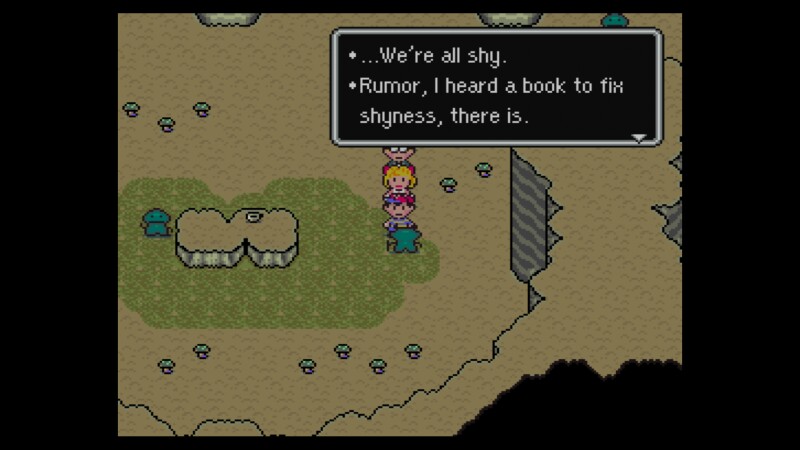 •...We're all shy.
•Rumor, I heard a book to fix
shyness, there is.